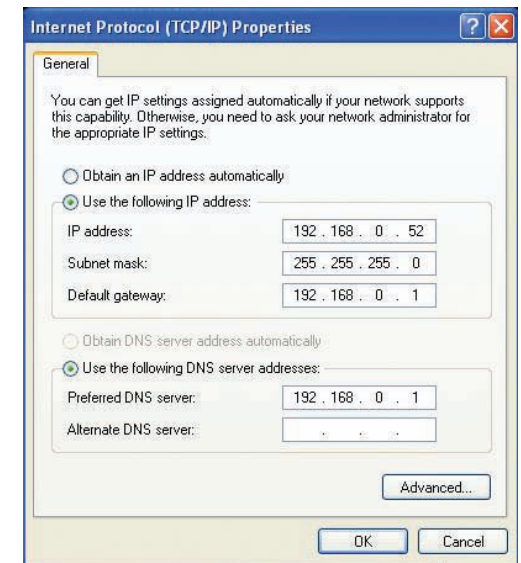 Internet Protocol (TCP/IP) Properties
General
You can get IP settings assigned automatically if your network supports
this capability. Otherwise, you need to ask your network administrator for
the appropriate IP settings.
Obtain an IP address automatically
Use the following IP address:
IP address: 192 . 168 . 0 . 52
Subnet mask: 255 . 255 . 255 . 0
Default gateway: 192 . 168 . 0 . 1
Obtain DNS server address automatically
Use the following DNS server addresses:
Preferred DNS server: 192 . 168 . 0 . 1
Alternate DNS server: . . .
Advanced...
OK Cancel